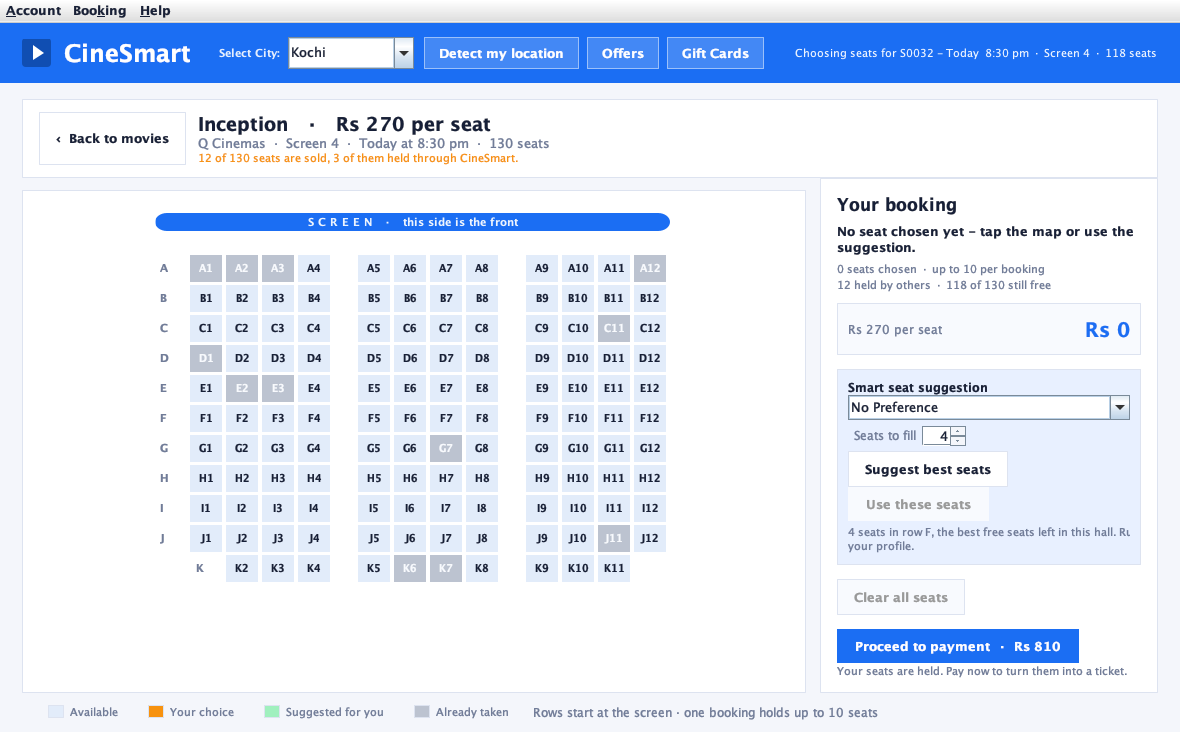 Account Booking Help
CineSmart
Select City:
Kochi
Detect my location
Offers
Gift Cards
Choosing seats for S0032 – Today 8:30 pm · Screen 4 · 118 seats
‹ Back to movies
Inception · Rs 270 per seat
Q Cinemas · Screen 4 · Today at 8:30 pm · 130 seats
12 of 130 seats are sold, 3 of them held through CineSmart.
SCREEN · this side is the front
A A1 A2 A3 A4 A5 A6 A7 A8 A9 A10 A11 A12
B B1 B2 B3 B4 B5 B6 B7 B8 B9 B10 B11 B12
C C1 C2 C3 C4 C5 C6 C7 C8 C9 C10 C11 C12
D D1 D2 D3 D4 D5 D6 D7 D8 D9 D10 D11 D12
E E1 E2 E3 E4 E5 E6 E7 E8 E9 E10 E11 E12
F F1 F2 F3 F4 F5 F6 F7 F8 F9 F10 F11 F12
G G1 G2 G3 G4 G5 G6 G7 G8 G9 G10 G11 G12
H H1 H2 H3 H4 H5 H6 H7 H8 H9 H10 H11 H12
I I1 I2 I3 I4 I5 I6 I7 I8 I9 I10 I11 I12
J J1 J2 J3 J4 J5 J6 J7 J8 J9 J10 J11 J12
K K2 K3 K4 K5 K6 K7 K8 K9 K10 K11
Your booking
No seat chosen yet – tap the map or use the
suggestion.
0 seats chosen · up to 10 per booking
12 held by others · 118 of 130 still free
Rs 270 per seat
Rs 0
Smart seat suggestion
No Preference
Seats to fill 4
Suggest best seats
Use these seats
4 seats in row F, the best free seats left in this hall.
your profile.
Clear all seats
Proceed to payment · Rs 810
Your seats are held. Pay now to turn them into a ticket.
Available
Your choice
Suggested for you
Already taken
Rows start at the screen · one booking holds up to 10 seats